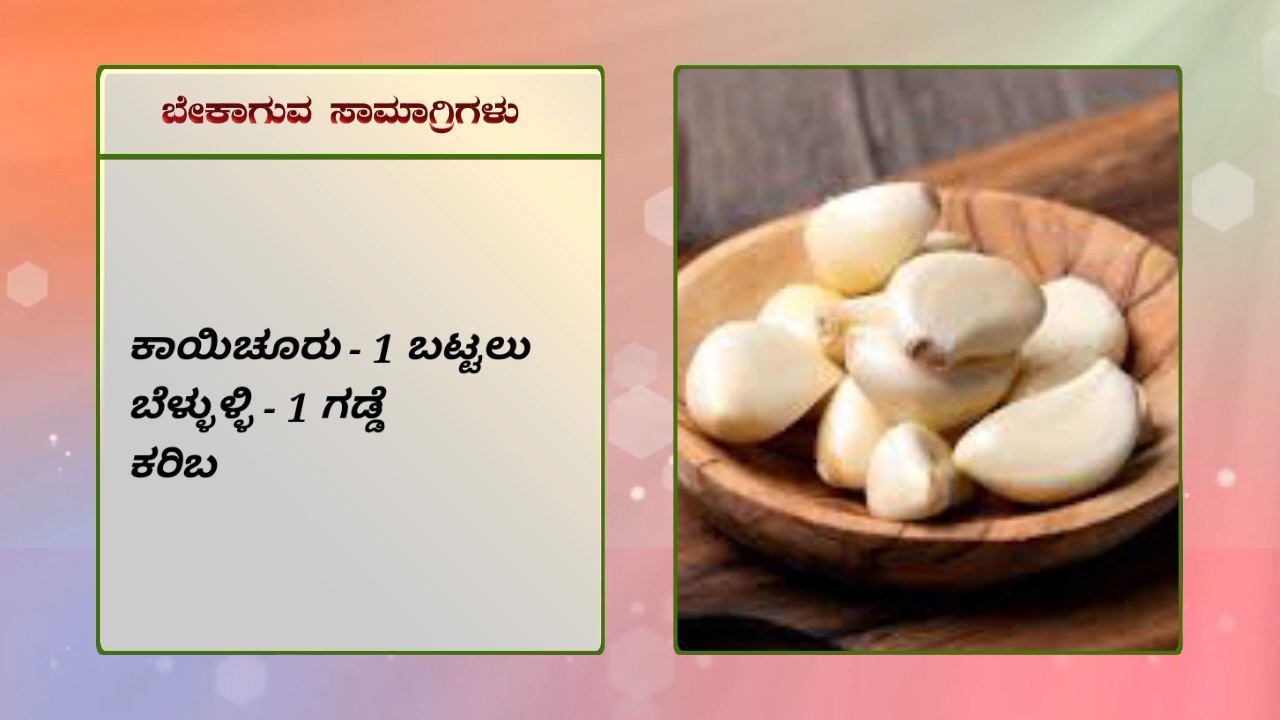 ಬೇಕಾಗುವ ಸಾಮಾಗ್ರಿಗಳು
ಕಾಯಿಚೂರು - 1 ಬಟ್ಟಲು
ಬೆಳ್ಳುಳ್ಳಿ - 1 ಗಡ್ಡೆ
ಕರಿಬ